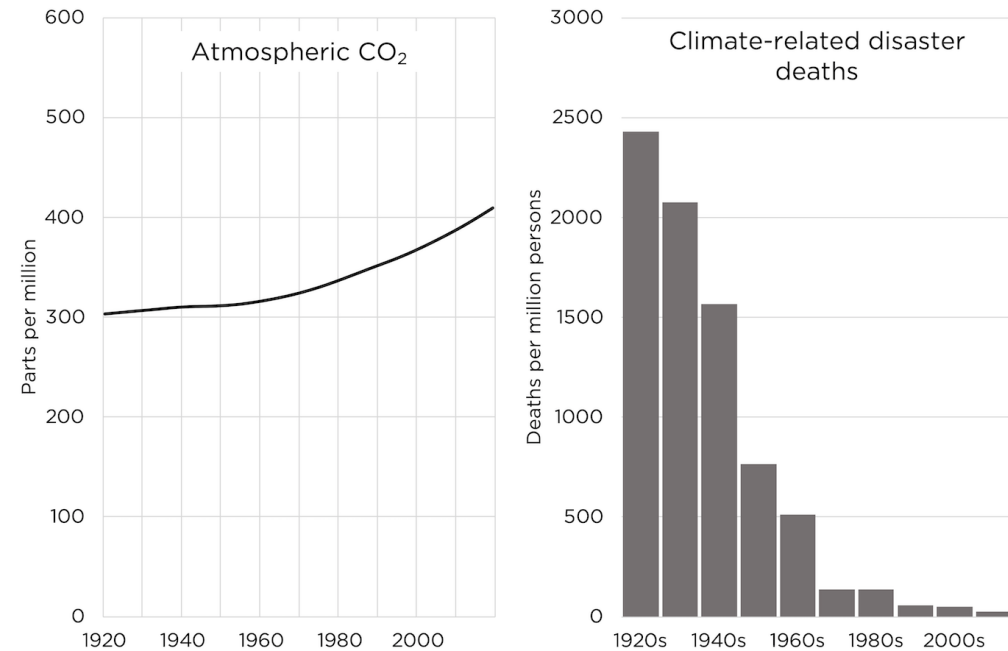 Atmospheric CO₂
Parts per million
600
500
400
300
200
100
0
1920 1940 1960 1980 2000
Climate-related disaster
deaths
Deaths per million persons
3000
2500
2000
1500
1000
500
0
1920s 1940s 1960s 1980s 2000s